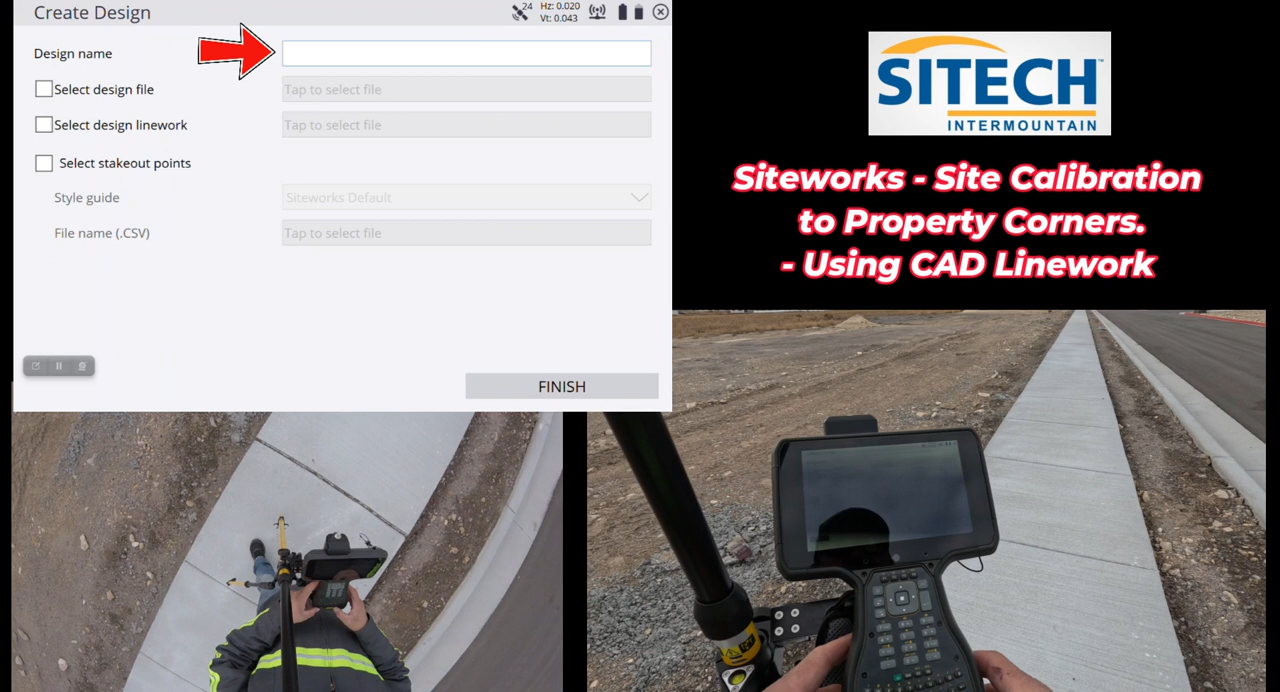 Create Design
24
Hz: 0.020
Vt: 0.043
Design name
Select design file
Tap to select file
Select design linework
Tap to select file
Select stakeout points
Style guide
Siteworks Default
File name (.CSV)
Tap to select file
FINISH
SITECH™
INTERMOUNTAIN
Siteworks - Site Calibration
to Property Corners.
- Using CAD Linework